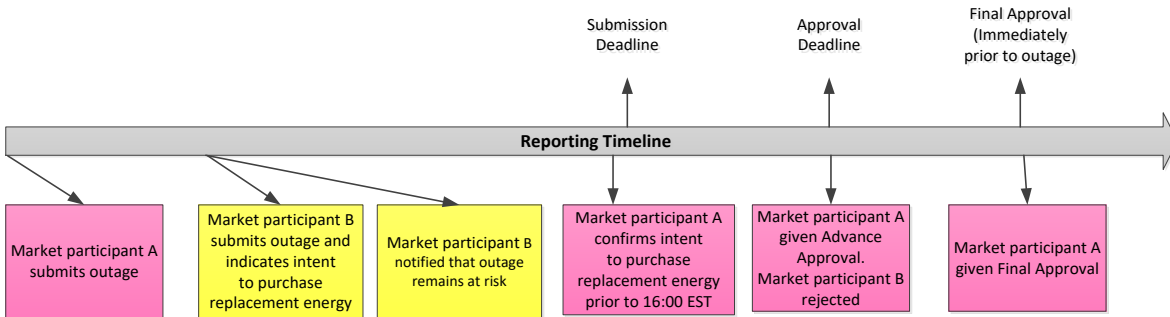 Submission
Deadline
Approval
Deadline
Final Approval
(Immediately
prior to outage)
Reporting Timeline
Market participant A
submits outage
Market participant B
submits outage and
indicates intent
to purchase
replacement energy
Market participant B
notified that outage
remains at risk
Market participant A
confirms intent
to purchase
replacement energy
prior to 16:00 EST
Market participant A
given Advance
Approval.
Market participant B
rejected
Market participant A
given Final Approval